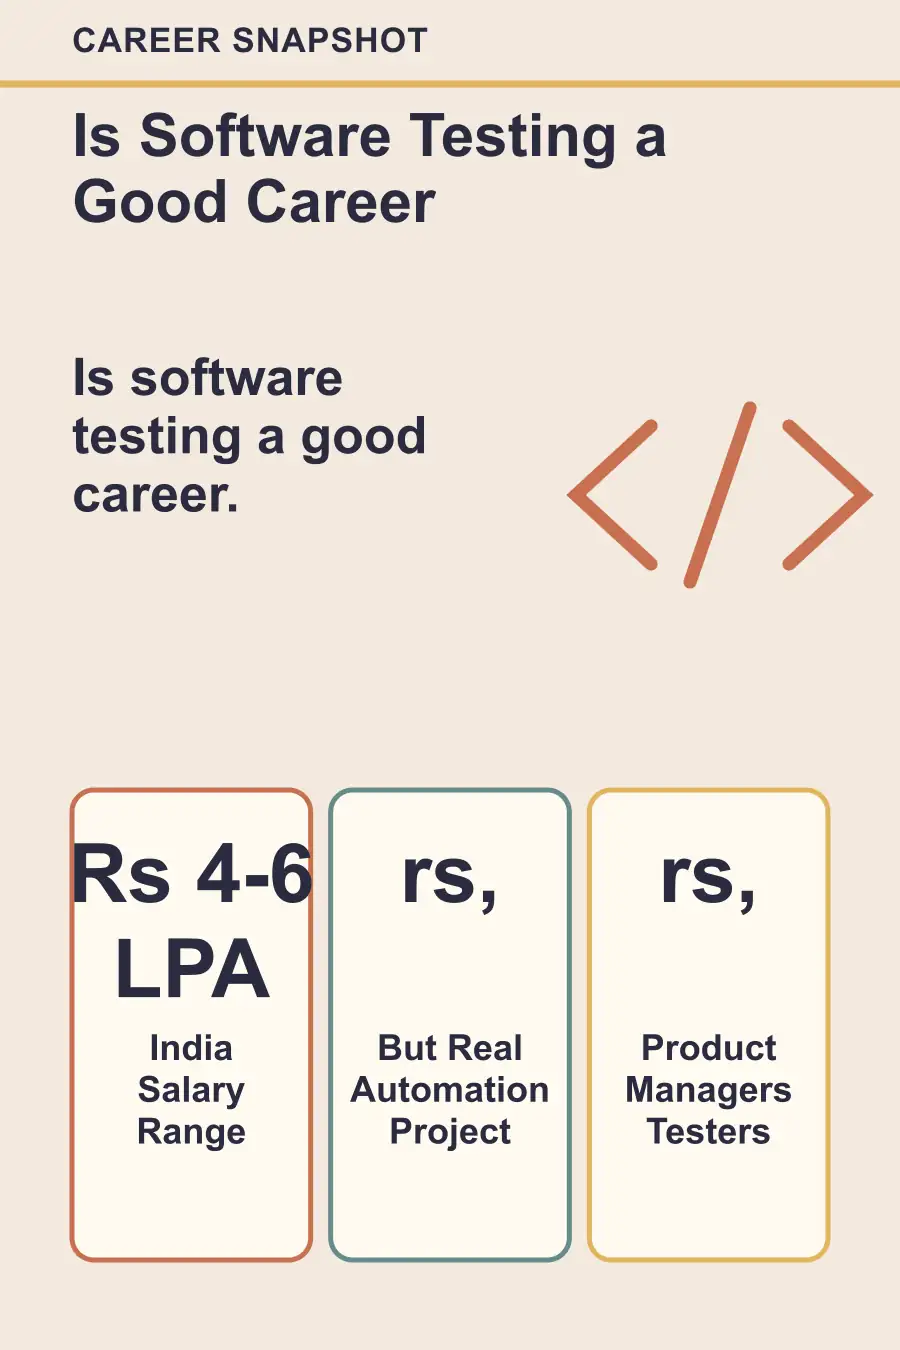 CAREER SNAPSHOT
Is Software Testing a
Good Career
Is software
testing a good
career.
Rs 4-6
LPA
India
Salary
Range
rs,
But Real
Automation
Project
rs,
Product
Managers
Testers